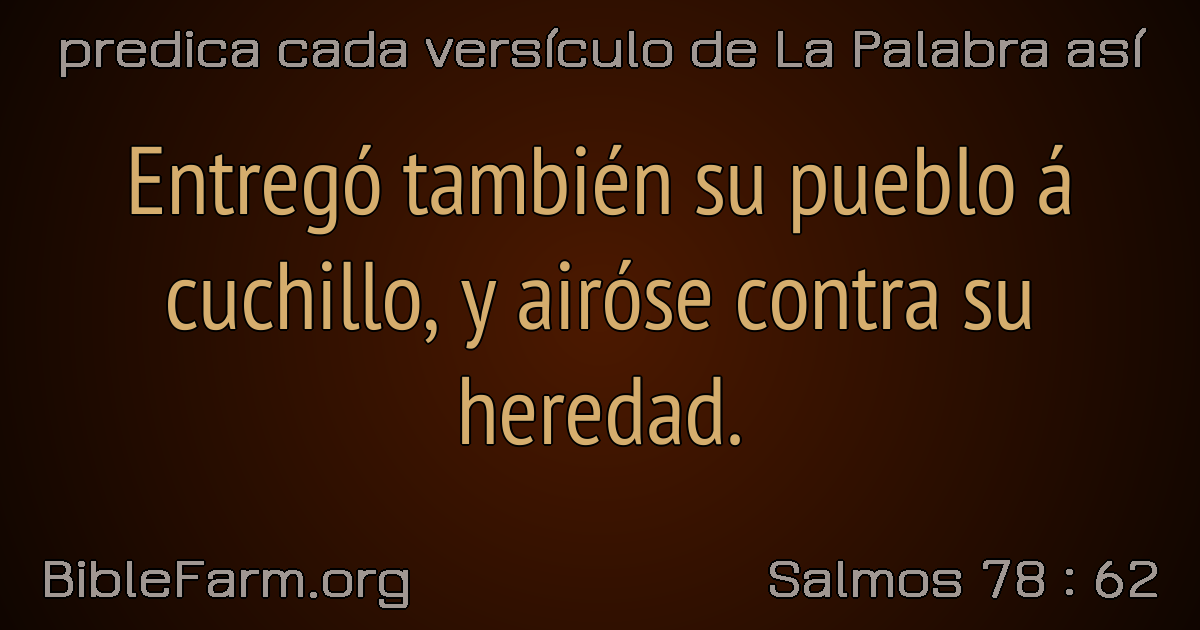 predica cada versículo de La Palabra así
Entregó también su pueblo á
cuchillo, y airóse contra su
heredad.
BibleFarm.org
Salmos 78 : 62